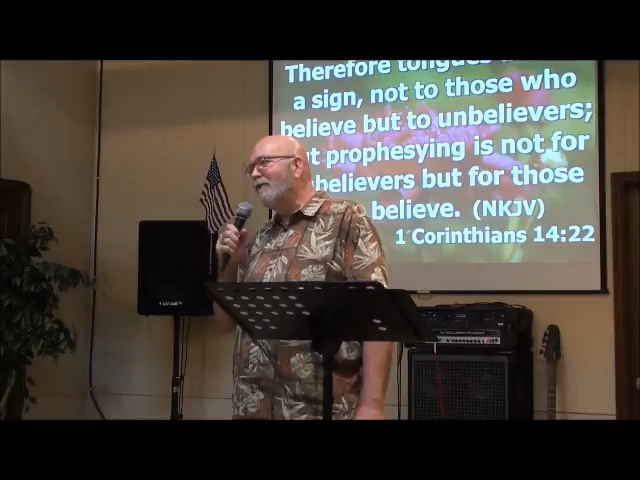 Therefore tongues
a sign, not to those who
believe but to unbelievers;
prophesying is not for
unbelievers but for those
believe. (NKJV)
1 Corinthians 14:22